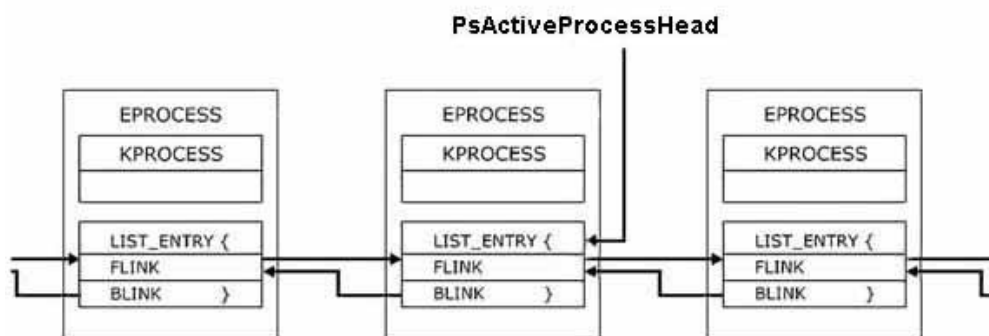 PsActiveProcessHead
EPROCESS
KPROCESS
LIST_ENTRY {
FLINK
BLINK }
EPROCESS
KPROCESS
LIST_ENTRY {
FLINK
BLINK }
EPROCESS
KPROCESS
LIST_ENTRY {
FLINK
BLINK }